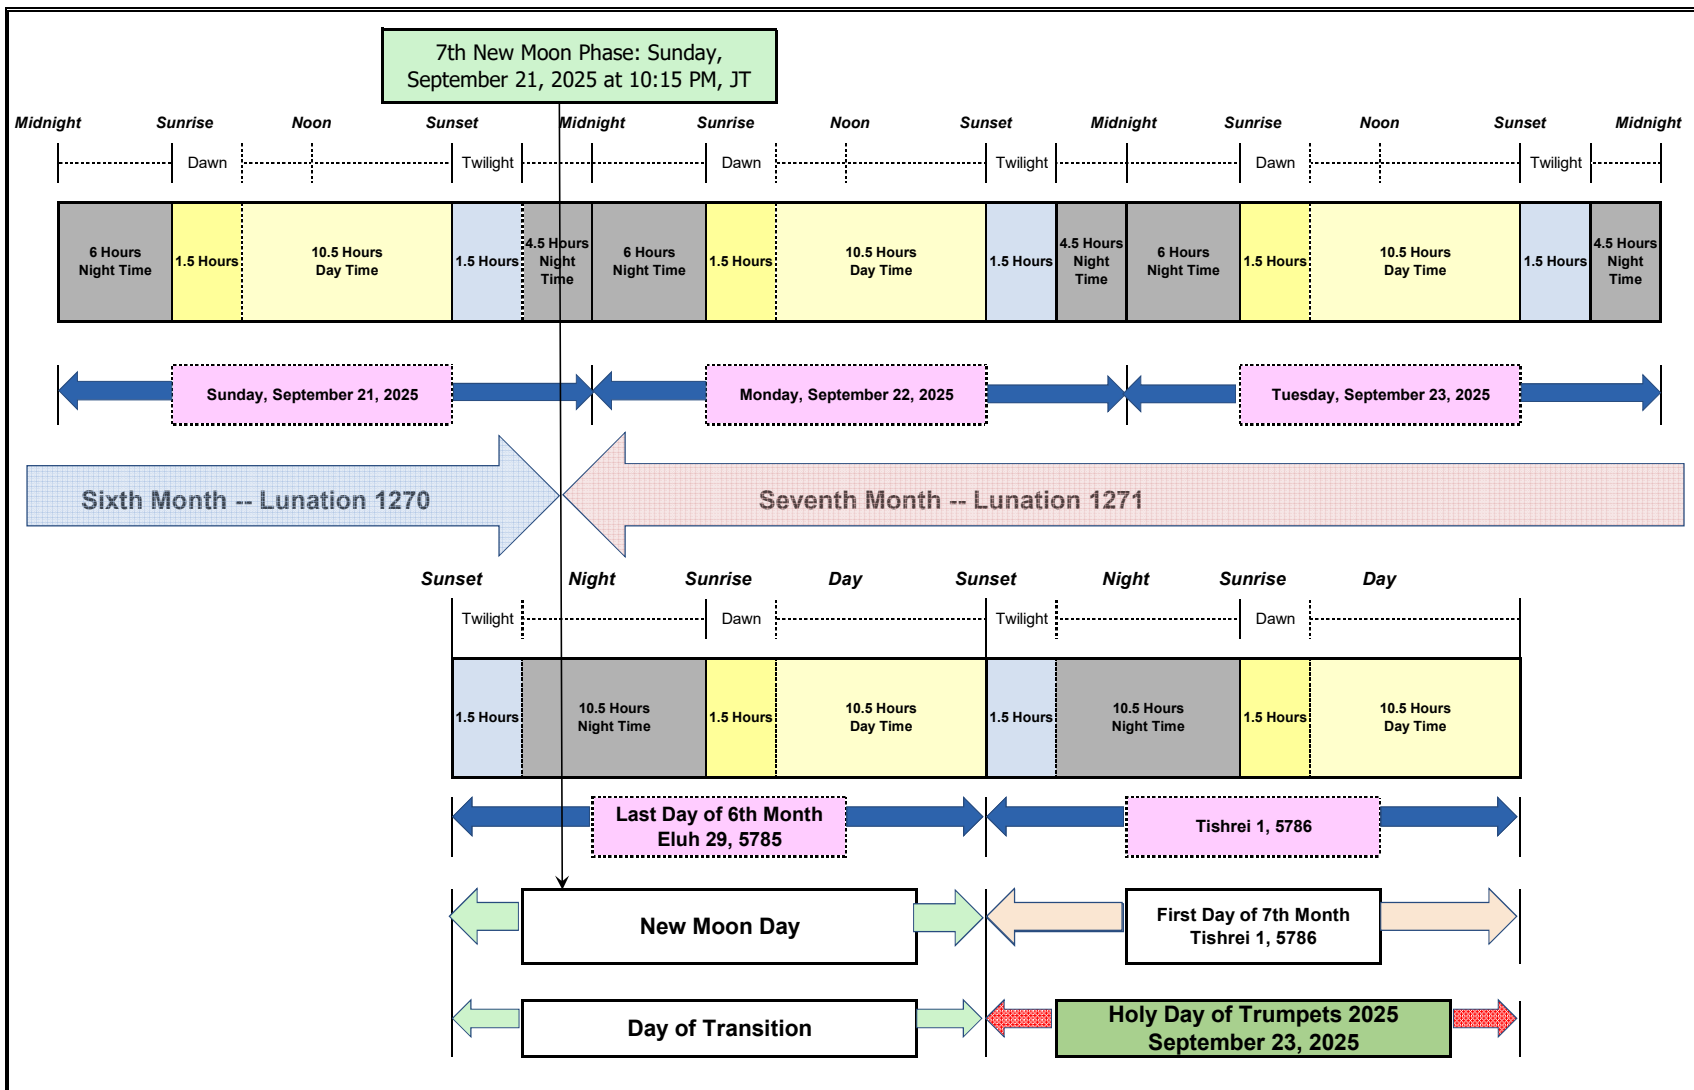 7th New Moon Phase: Sunday,
September 21, 2025 at 10:15 PM, JT
Midnight Sunrise Noon Sunset Midnight Sunrise Noon Sunset Midnight Sunrise Noon Sunset Midnight
Dawn Twilight Dawn Twilight Dawn Twilight
6 Hours
Night Time
1.5 Hours
10.5 Hours
Day Time
1.5 Hours
4.5 Hours
Night
Time
6 Hours
Night Time
1.5 Hours
10.5 Hours
Day Time
1.5 Hours
4.5 Hours
Night
Time
6 Hours
Night Time
1.5 Hours
10.5 Hours
Day Time
1.5 Hours
4.5 Hours
Night
Time
Sunday, September 21, 2025
Monday, September 22, 2025
Tuesday, September 23, 2025
Sixth Month -- Lunation 1270
Seventh Month -- Lunation 1271
Sunset Night Sunrise Day Sunset Night Sunrise Day
Twilight Dawn Twilight Dawn
1.5 Hours
10.5 Hours
Night Time
1.5 Hours
10.5 Hours
Day Time
1.5 Hours
10.5 Hours
Night Time
1.5 Hours
10.5 Hours
Day Time
Last Day of 6th Month
Eluh 29, 5785
Tishrei 1, 5786
New Moon Day
First Day of 7th Month
Tishrei 1, 5786
Day of Transition
Holy Day of Trumpets 2025
September 23, 2025